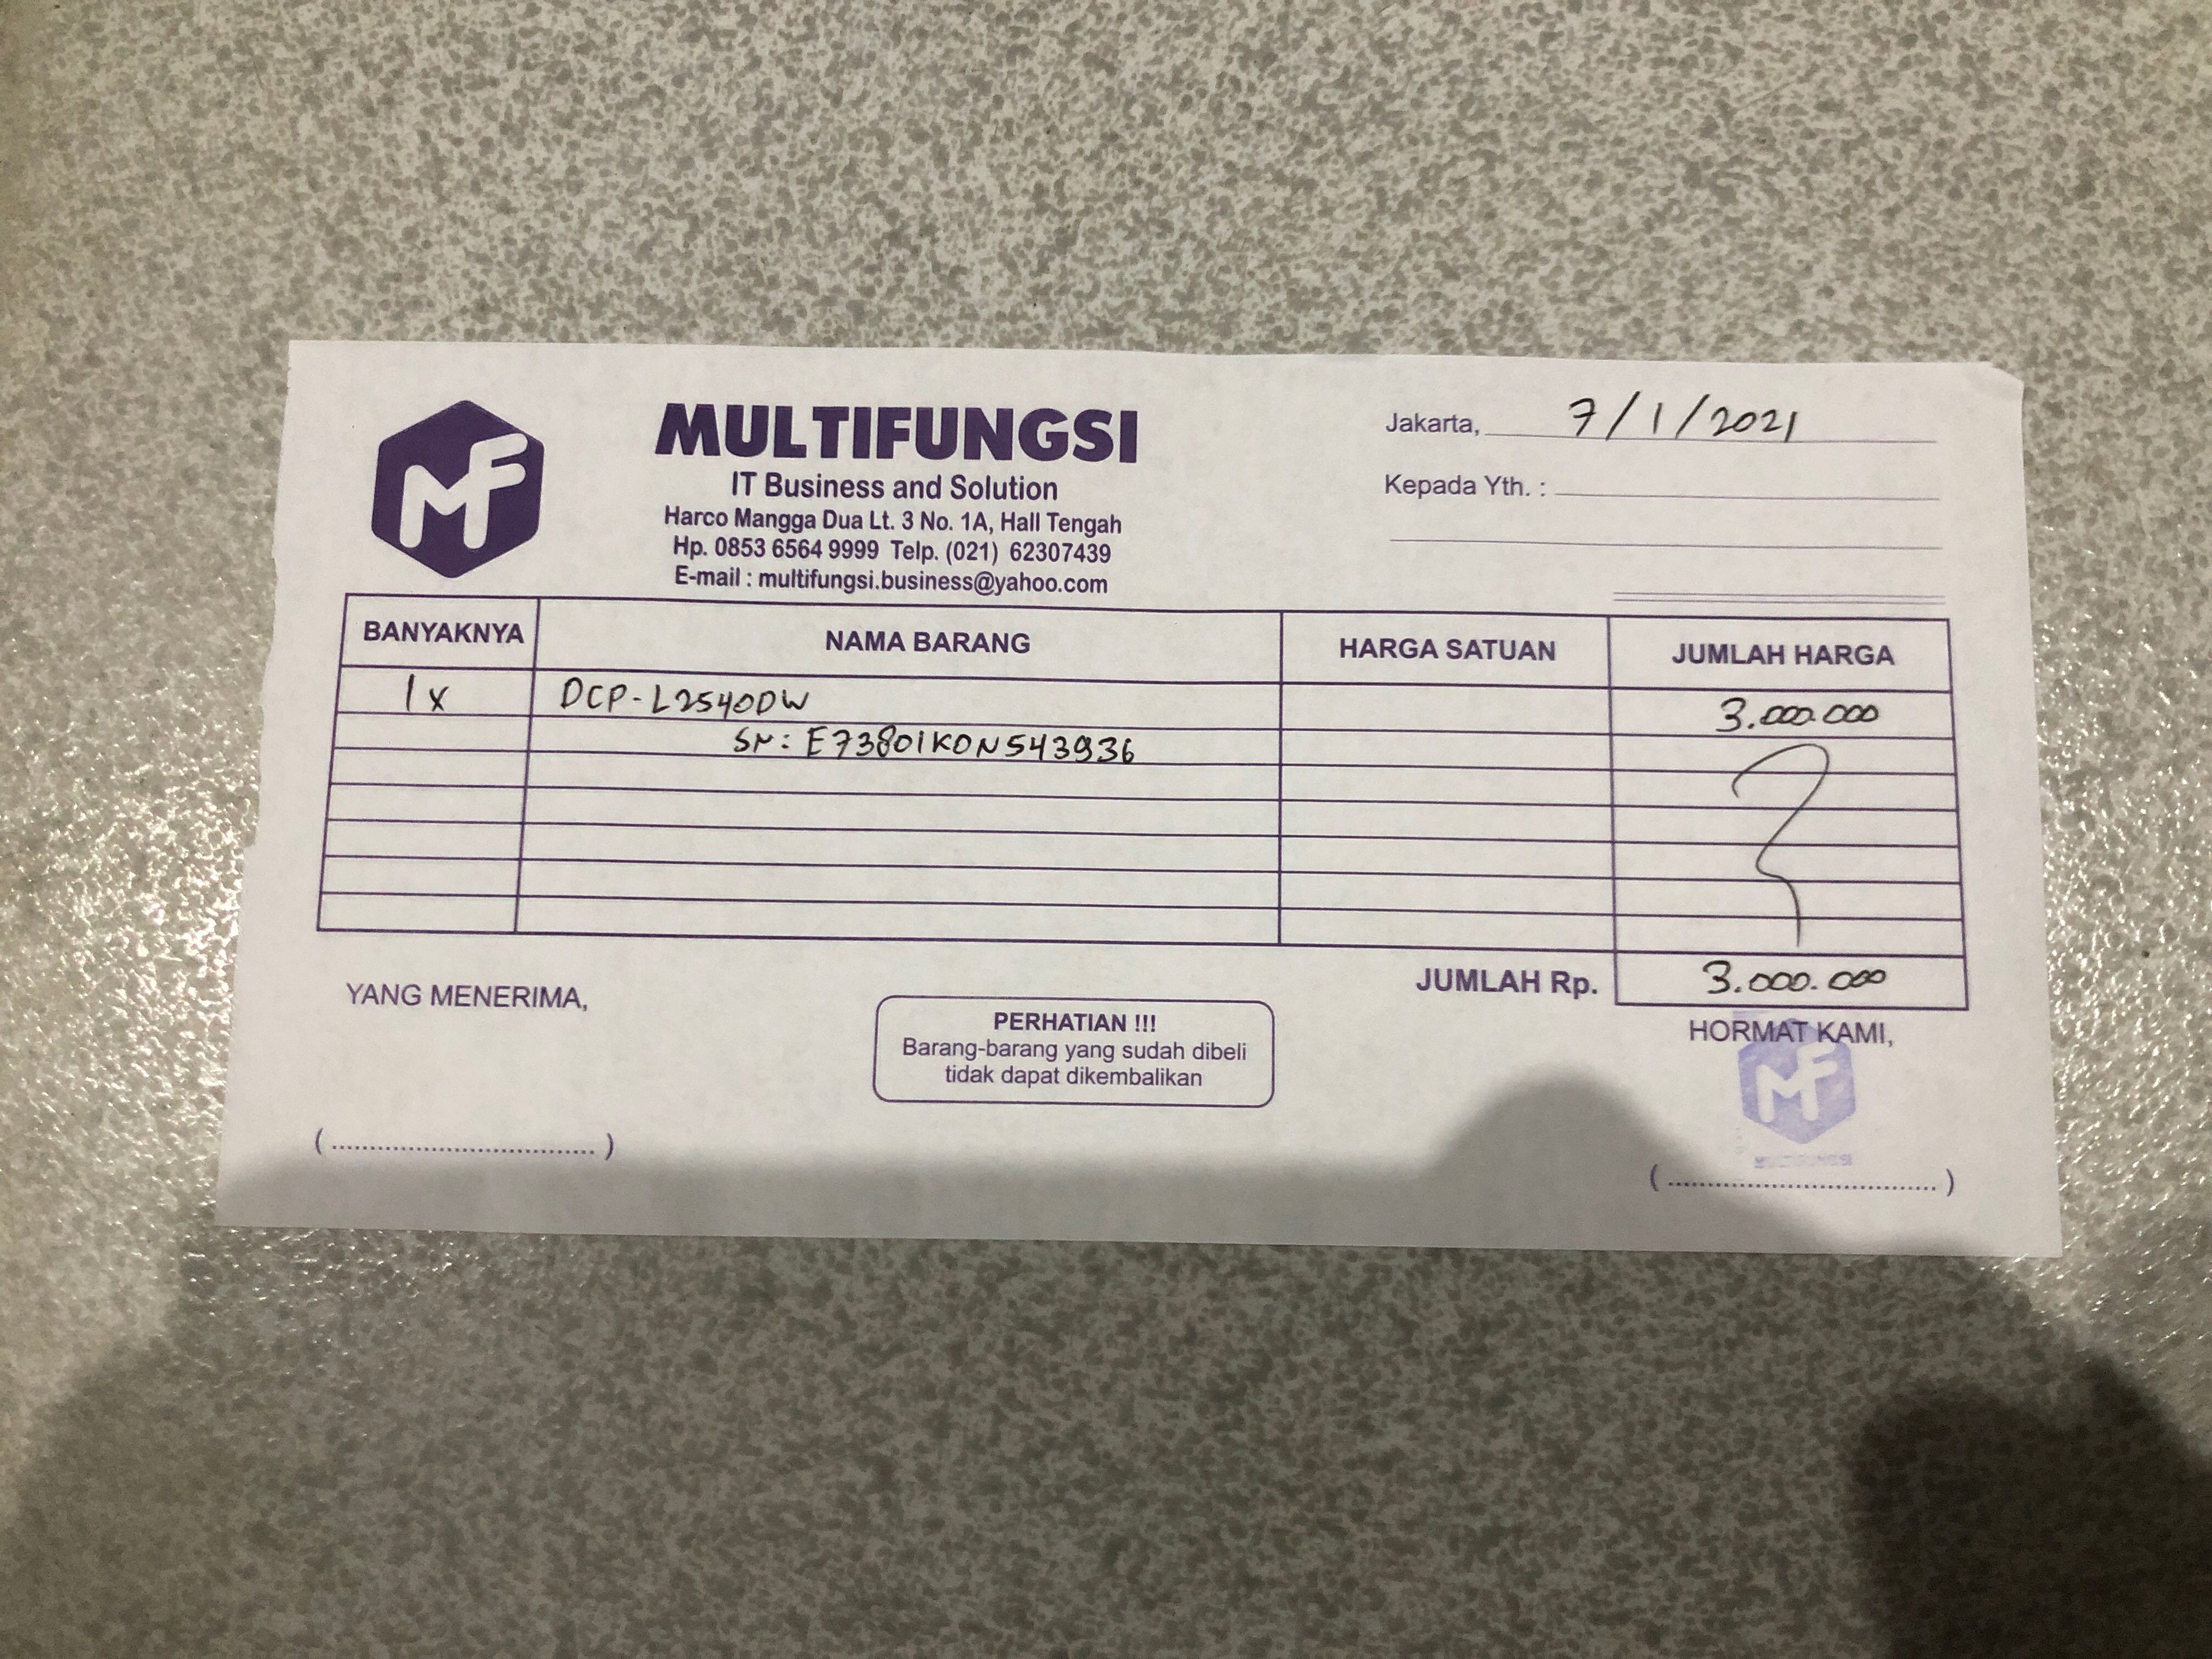 MF
MULTIFUNGSI
IT Business and Solution
Harco Mangga Dua Lt. 3 No. 1A, Hall Tengah
Hp. 0853 6564 9999 Telp. (021) 62307439
E-mail : multifungsi.business@yahoo.com
Jakarta, 7/1/2021
Kepada Yth. :
BANYAKNYA NAMA BARANG HARGA SATUAN JUMLAH HARGA
1x DCP-L2540DW 3.000.000
SN: E73801K0N543936
JUMLAH Rp. 3.000.000
YANG MENERIMA,
PERHATIAN !!!
Barang-barang yang sudah dibeli
tidak dapat dikembalikan
HORMAT KAMI,
MF
MULTIFUNGSI
(................................)
(................................)